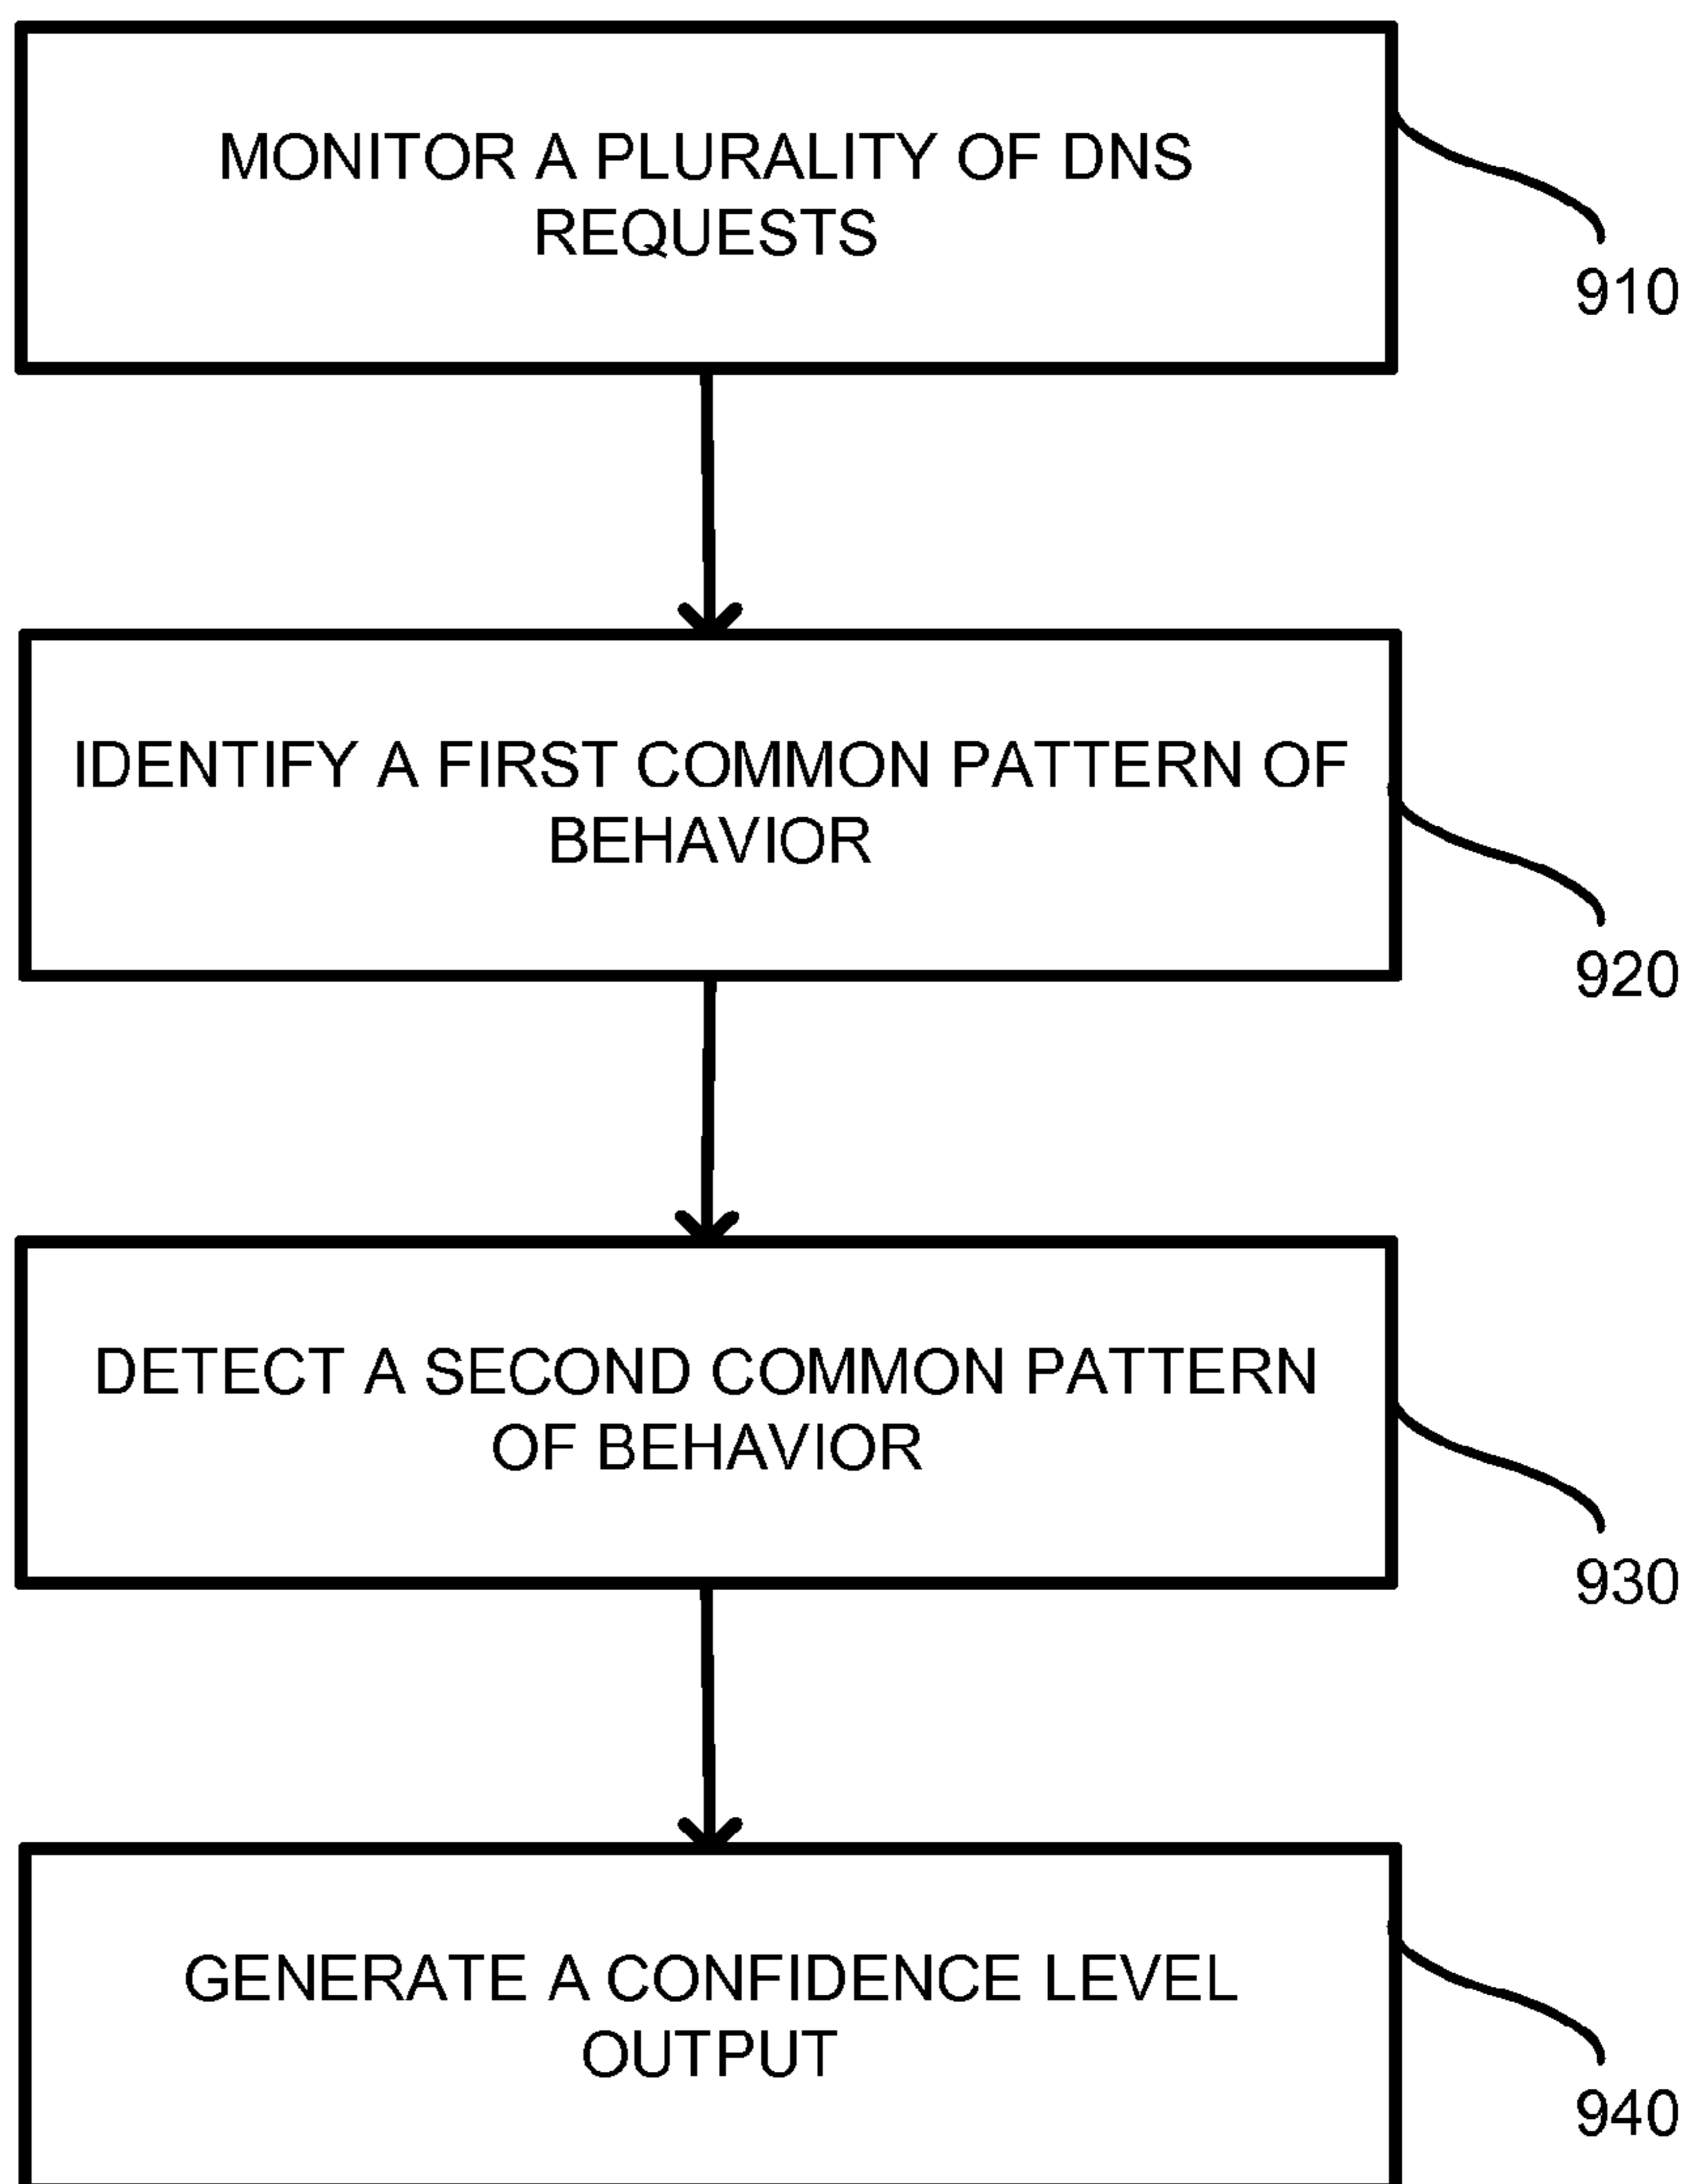 MONITOR A PLURALITY OF DNS
REQUESTS
910
IDENTIFY A FIRST COMMON PATTERN OF
BEHAVIOR
920
DETECT A SECOND COMMON PATTERN
OF BEHAVIOR
930
GENERATE A CONFIDENCE LEVEL
OUTPUT
940